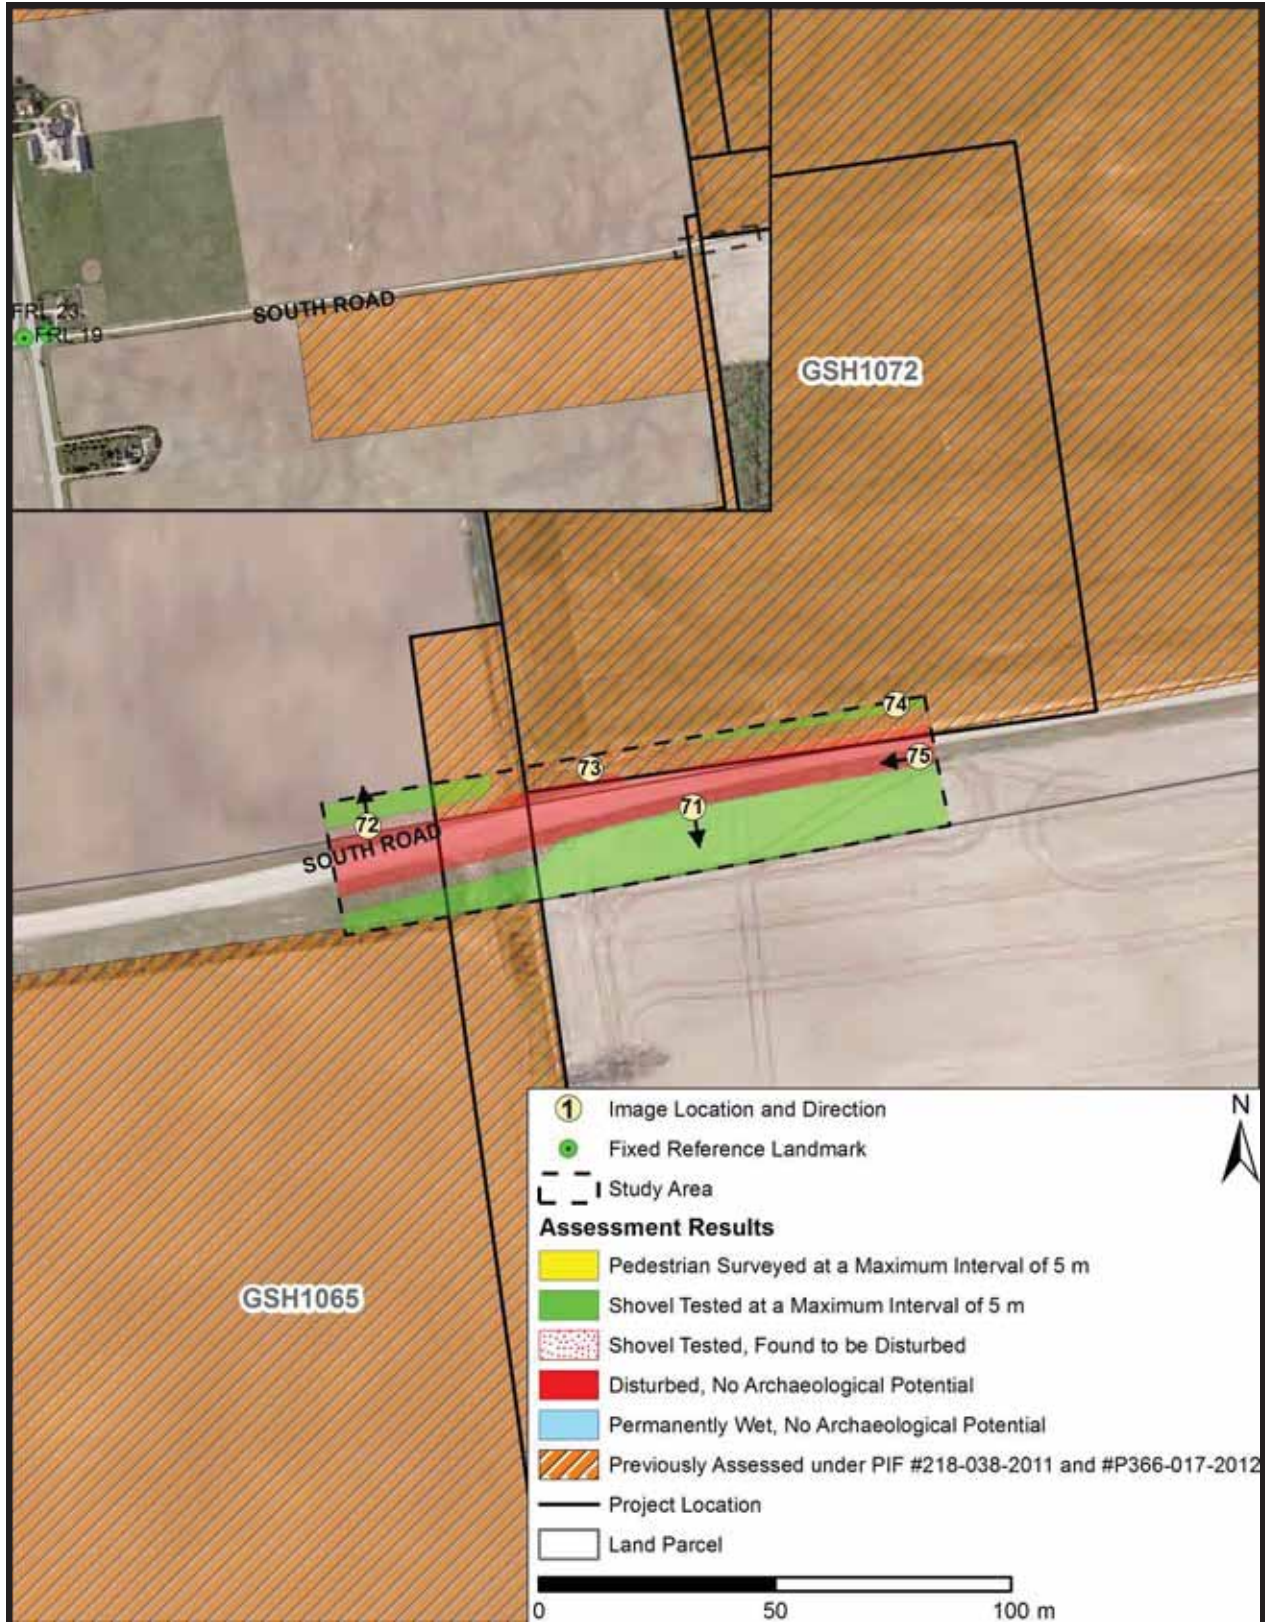 FRL 23
FRL 19
SOUTH ROAD
GSH1072
74
73
75
71
72
SOUTH ROAD
GSH1065
1 Image Location and Direction
N
Fixed Reference Landmark
Study Area
Assessment Results
Pedestrian Surveyed at a Maximum Interval of 5 m
Shovel Tested at a Maximum Interval of 5 m
Shovel Tested, Found to be Disturbed
Disturbed, No Archaeological Potential
Permanently Wet, No Archaeological Potential
Previously Assessed under PIF #218-038-2011 and #P366-017-2012
Project Location
Land Parcel
0 50 100 m